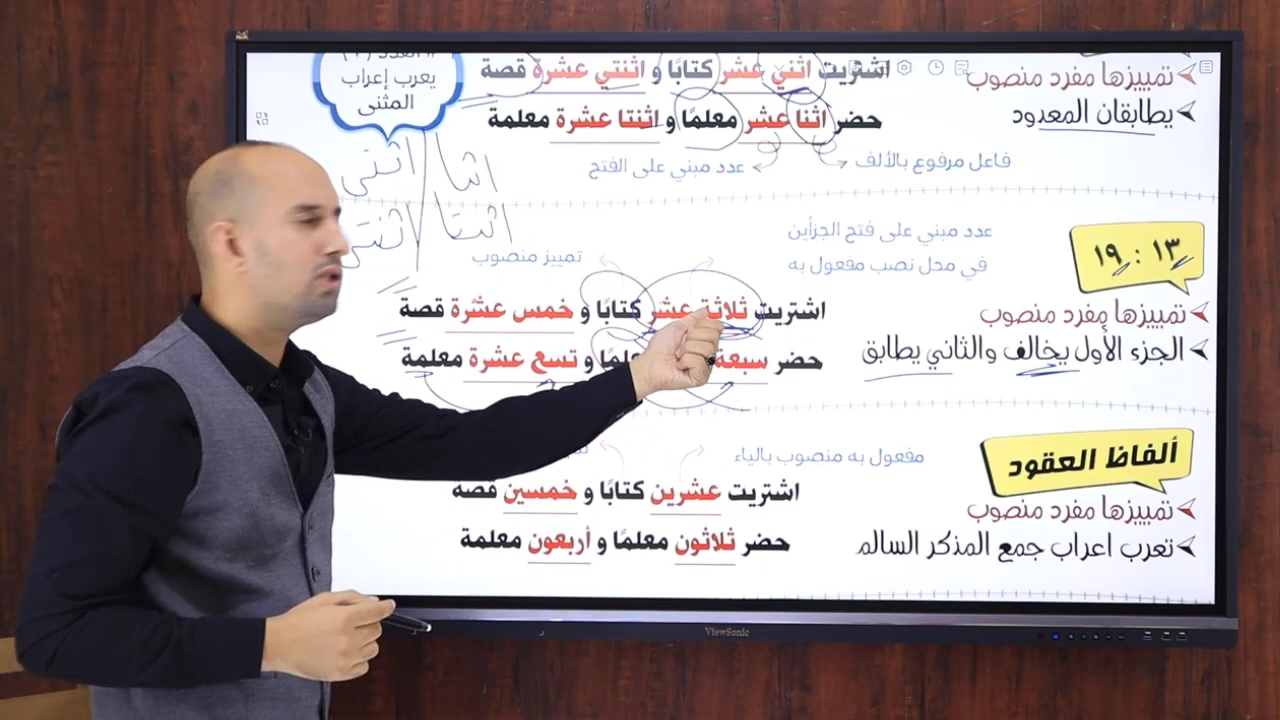 يعرب إعراب
المثنى
تمييزها مفرد منصوب
يطابقان المعدود
اشتريت اثني عشر كتابًا و اثنتي عشرة قصة
حضر اثنا عشر معلمًا و اثنتا عشرة معلمة
فاعل مرفوع بالألف
عدد مبني على الفتح
اثنا اثني
اثنتا اثنتي
١٣ : ١٩
تمييزها مفرد منصوب
الجزء الأول يخالف والثاني يطابق
عدد مبني على فتح الجزأين
في محل نصب مفعول به
تمييز منصوب
اشتريت ثلاثة عشر كتابًا و خمس عشرة قصة
حضر سبعة و تسع عشرة معلمة
ألفاظ العقود
تمييزها مفرد منصوب
تعرب اعراب جمع المذكر السالم
مفعول به منصوب بالياء
اشتريت عشرين كتابًا و خمسين قصة
حضر ثلاثون معلمًا و أربعون معلمة
ViewSonic